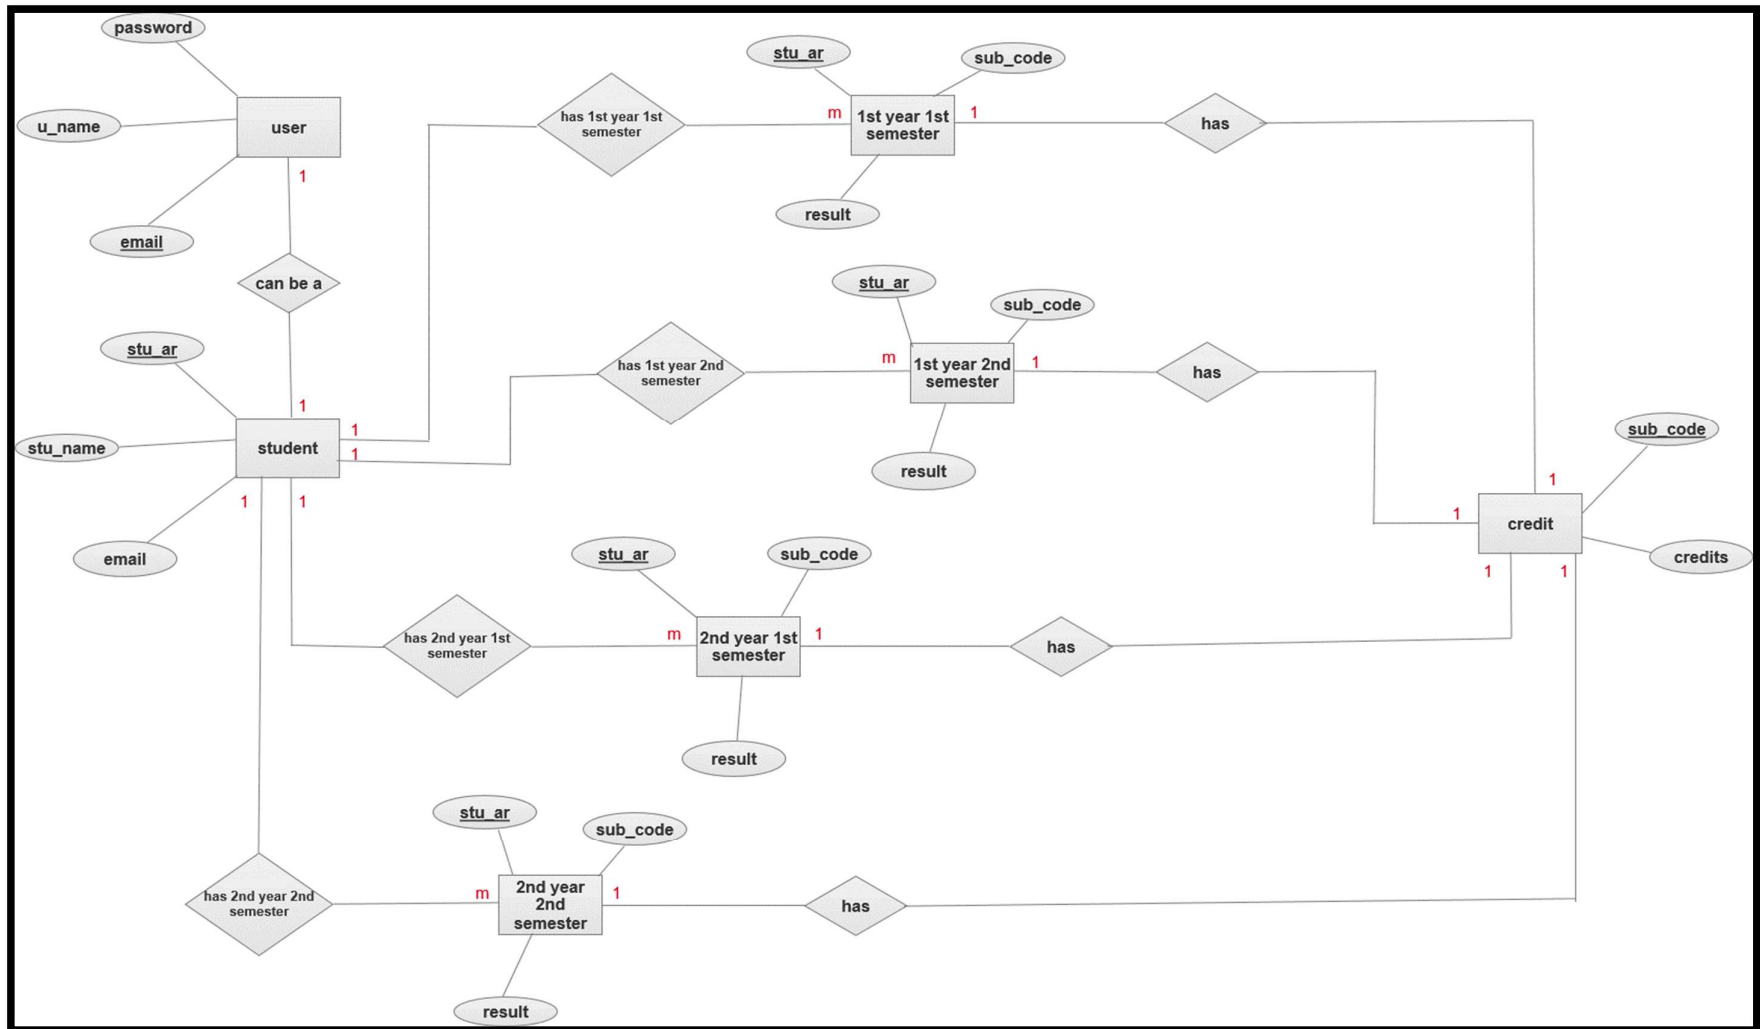 password
u_name
user
email
1
can be a
1
stu_ar
stu_name
student
email
1
1
1
1
has 1st year 1st
semester
m
stu_ar
sub_code
1st year 1st
semester
result
1
has
1
has 1st year 2nd
semester
m
stu_ar
sub_code
1st year 2nd
semester
result
1
has
1
sub_code
credit
credits
1
1
has 2nd year 1st
semester
m
stu_ar
sub_code
2nd year 1st
semester
result
1
has
has 2nd year 2nd
semester
m
stu_ar
sub_code
2nd year
2nd
semester
result
1
has